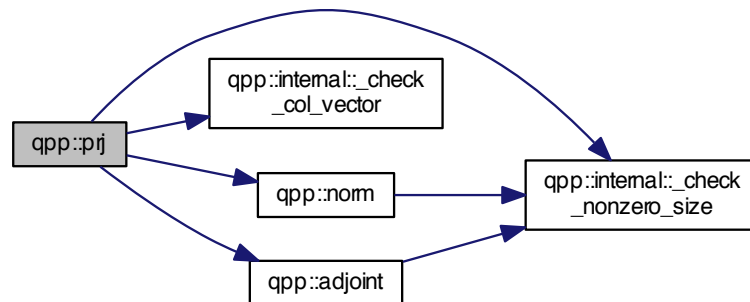 qpp::prj
qpp::internal::_check
_col_vector
qpp::norm
qpp::adjoint
qpp::internal::_check
_nonzero_size